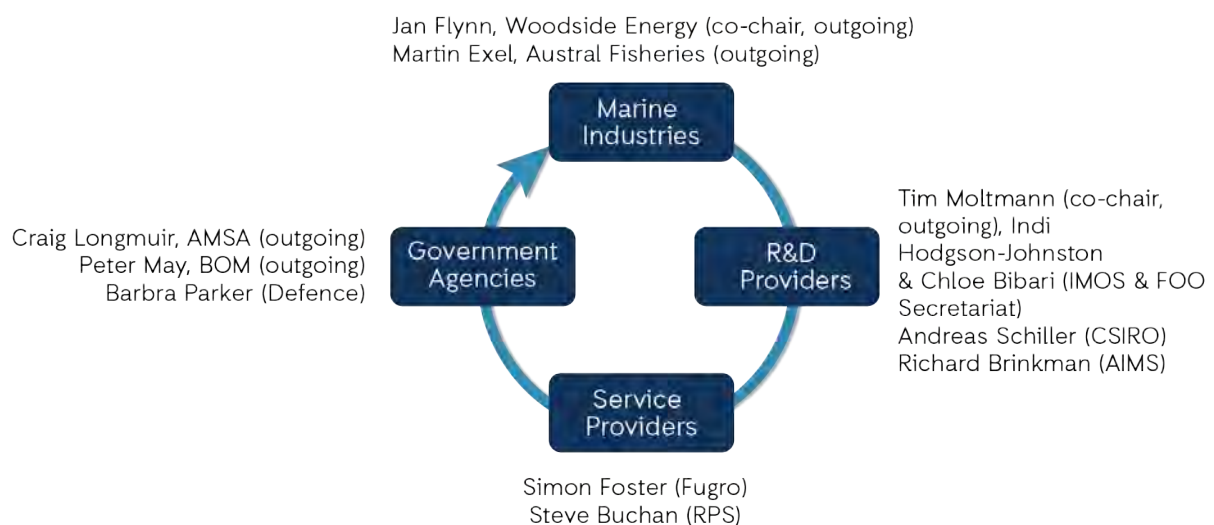 Jan Flynn, Woodside Energy (co-chair, outgoing)
Martin Exel, Austral Fisheries (outgoing)
Marine
Industries
Craig Longmuir, AMSA (outgoing)
Peter May, BOM (outgoing)
Barbra Parker (Defence)
Government
Agencies
R&D
Providers
Tim Moltmann (co-chair,
outgoing), Indi
Hodgson-Johnston
& Chloe Bibari (IMOS & FOO
Secretariat)
Andreas Schiller (CSIRO)
Richard Brinkman (AIMS)
Service
Providers
Simon Foster (Fugro)
Steve Buchan (RPS)